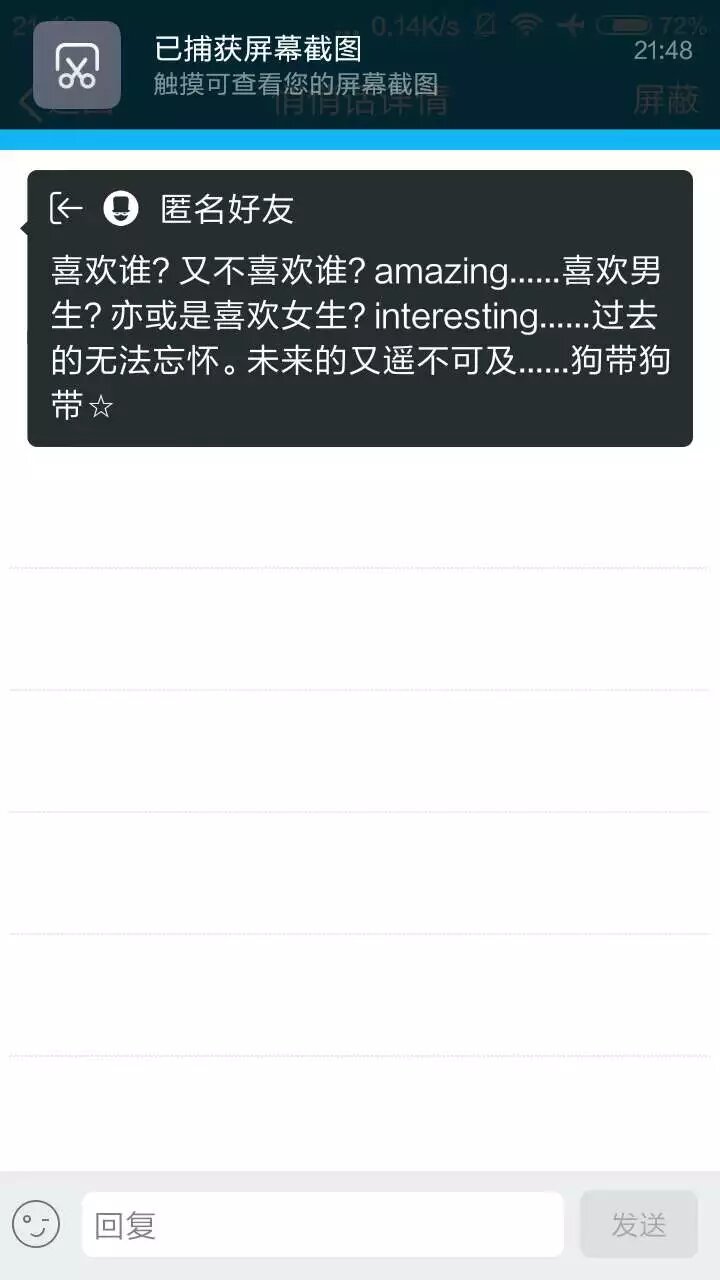 0.14K/s 72%
已捕获屏幕截图
21:48
触摸可查看您的屏幕截图
悄悄话详情
屏蔽
匿名好友
喜欢谁？又不喜欢谁？amazing……喜欢男
生？亦或是喜欢女生？interesting……过去
的无法忘怀。未来的又遥不可及……狗带狗
带☆
回复
发送